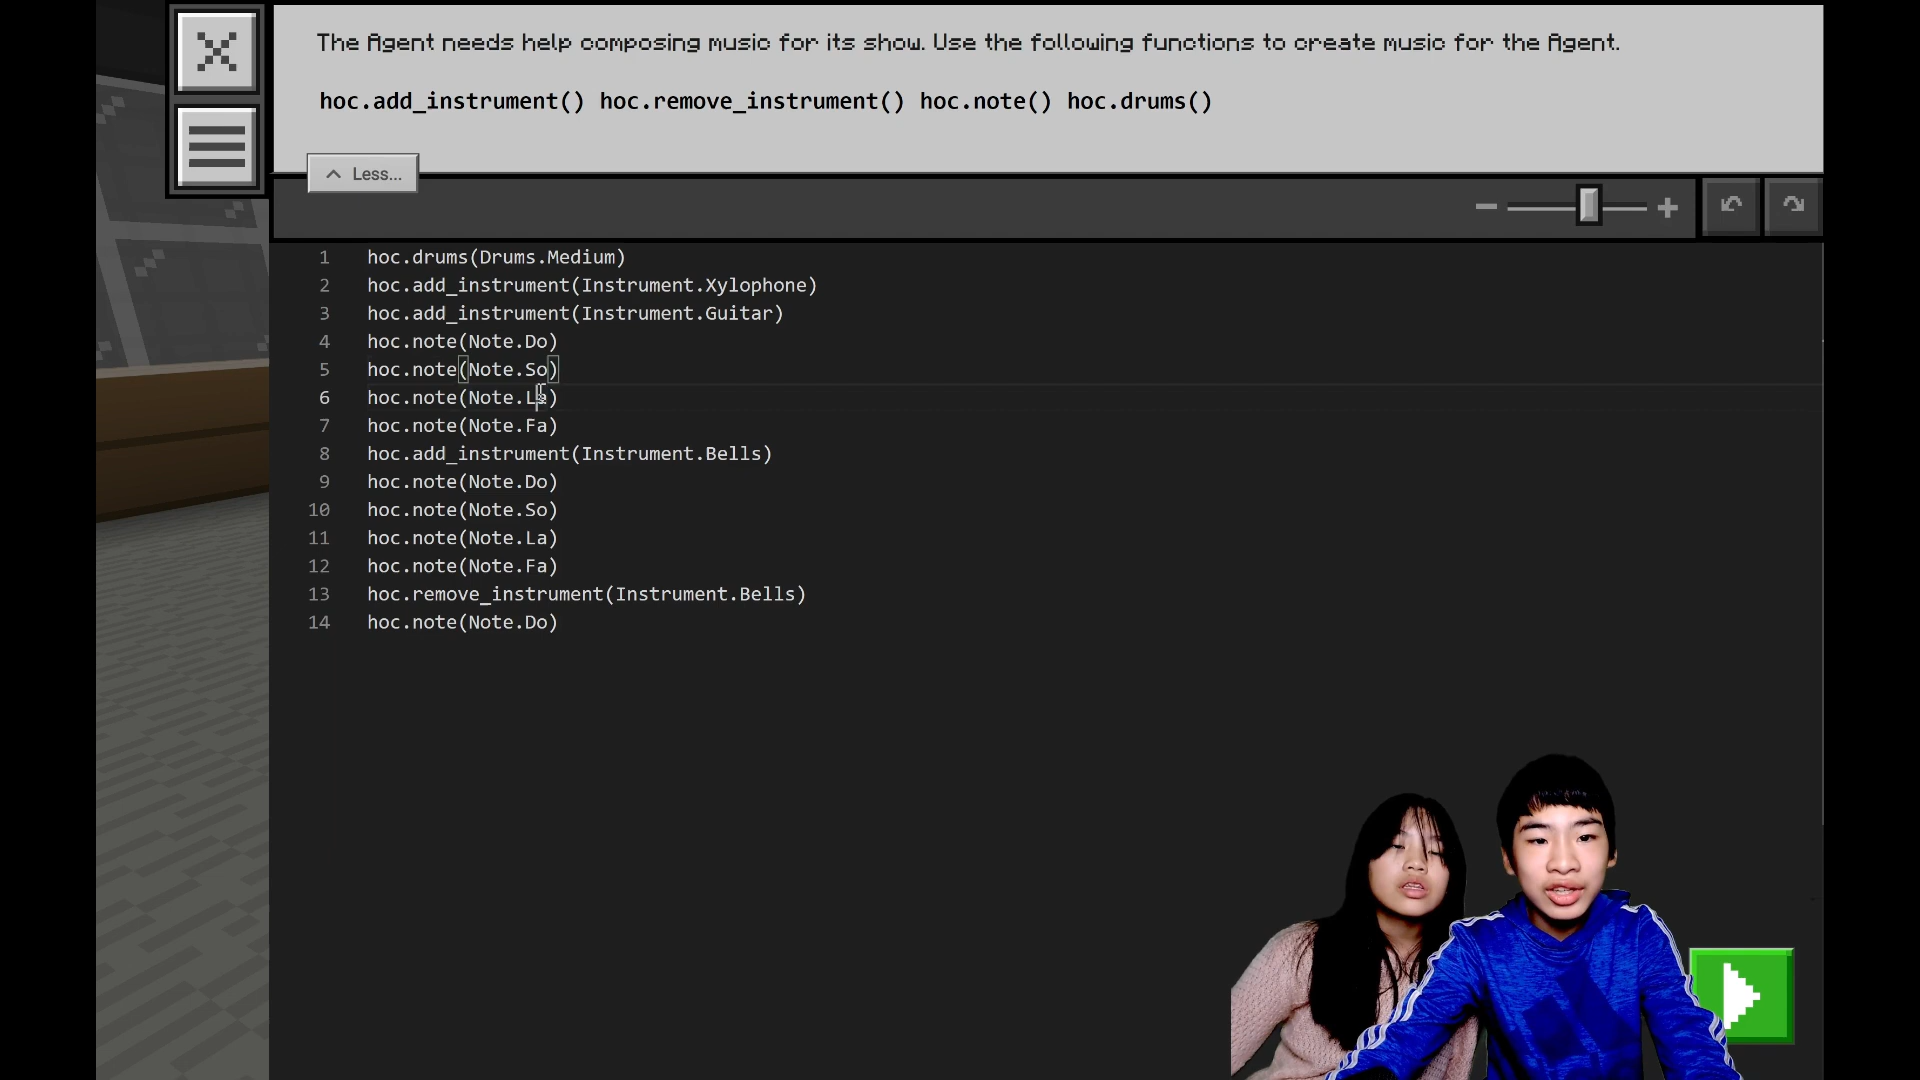 The Agent needs help composing music for its show. Use the following functions to create music for the Agent.
hoc.add_instrument() hoc.remove_instrument() hoc.note() hoc.drums()
Less...
1 hoc.drums(Drums.Medium)
2 hoc.add_instrument(Instrument.Xylophone)
3 hoc.add_instrument(Instrument.Guitar)
4 hoc.note(Note.Do)
5 hoc.note(Note.So)
6 hoc.note(Note.La)
7 hoc.note(Note.Fa)
8 hoc.add_instrument(Instrument.Bells)
9 hoc.note(Note.Do)
10 hoc.note(Note.So)
11 hoc.note(Note.La)
12 hoc.note(Note.Fa)
13 hoc.remove_instrument(Instrument.Bells)
14 hoc.note(Note.Do)